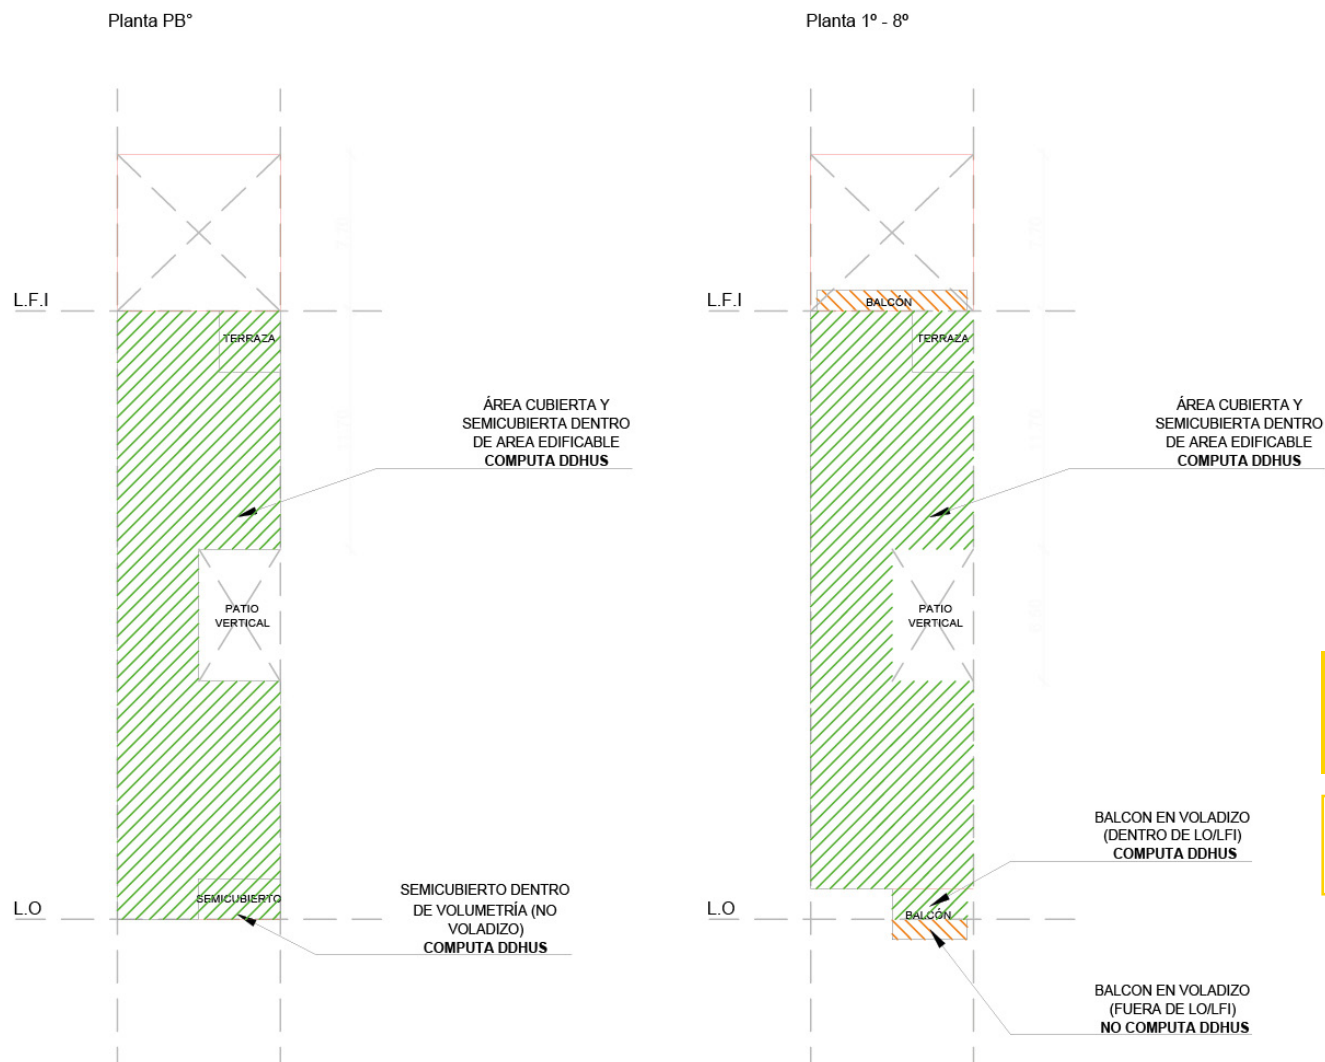 Planta PB°
Planta 1º - 8º
L.F.I
TERRAZA
ÁREA CUBIERTA Y
SEMICUBIERTA DENTRO
DE AREA EDIFICABLE
COMPUTA DDHUS
PATIO
VERTICAL
SEMICUBIERTO
L.O
SEMICUBIERTO DENTRO
DE VOLUMETRÍA (NO
VOLADIZO)
COMPUTA DDHUS
L.F.I
BALCÓN
TERRAZA
ÁREA CUBIERTA Y
SEMICUBIERTA DENTRO
DE AREA EDIFICABLE
COMPUTA DDHUS
PATIO
VERTICAL
BALCON EN VOLADIZO
(DENTRO DE LO/LFI)
COMPUTA DDHUS
L.O
BALCÓN
BALCON EN VOLADIZO
(FUERA DE LO/LFI)
NO COMPUTA DDHUS